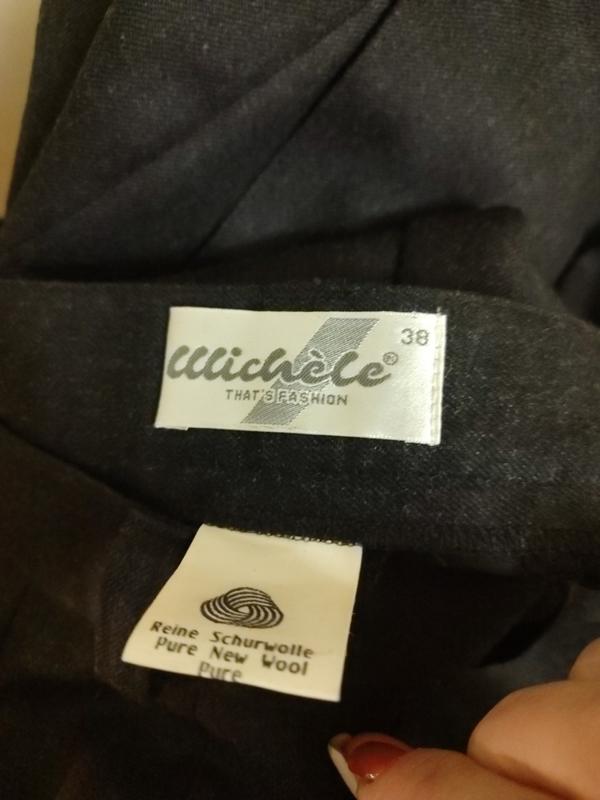 38
Michèle®
THAT'S FASHION
Reine Schurwolle
Pure New Wool
Pure